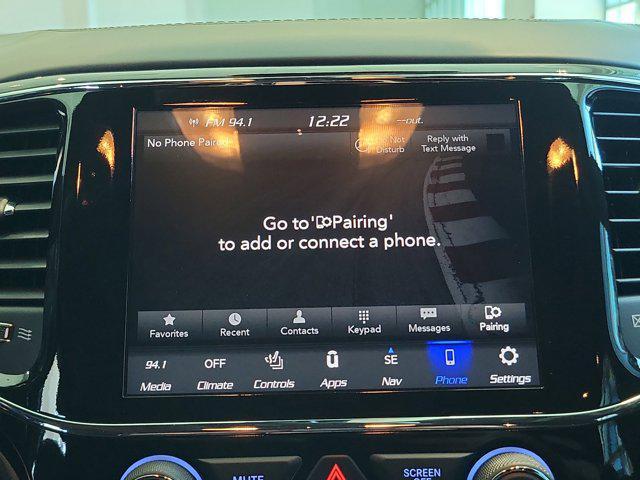 FM 94.1 12:22 --out.
No Phone Paired Do Not Disturb Reply with Text Message
Go to 'Pairing'
to add or connect a phone.
Favorites Recent Contacts Keypad Messages Pairing
94.1 OFF SE
Media Climate Controls Apps Nav Phone Settings
MUTE SCREEN OFF